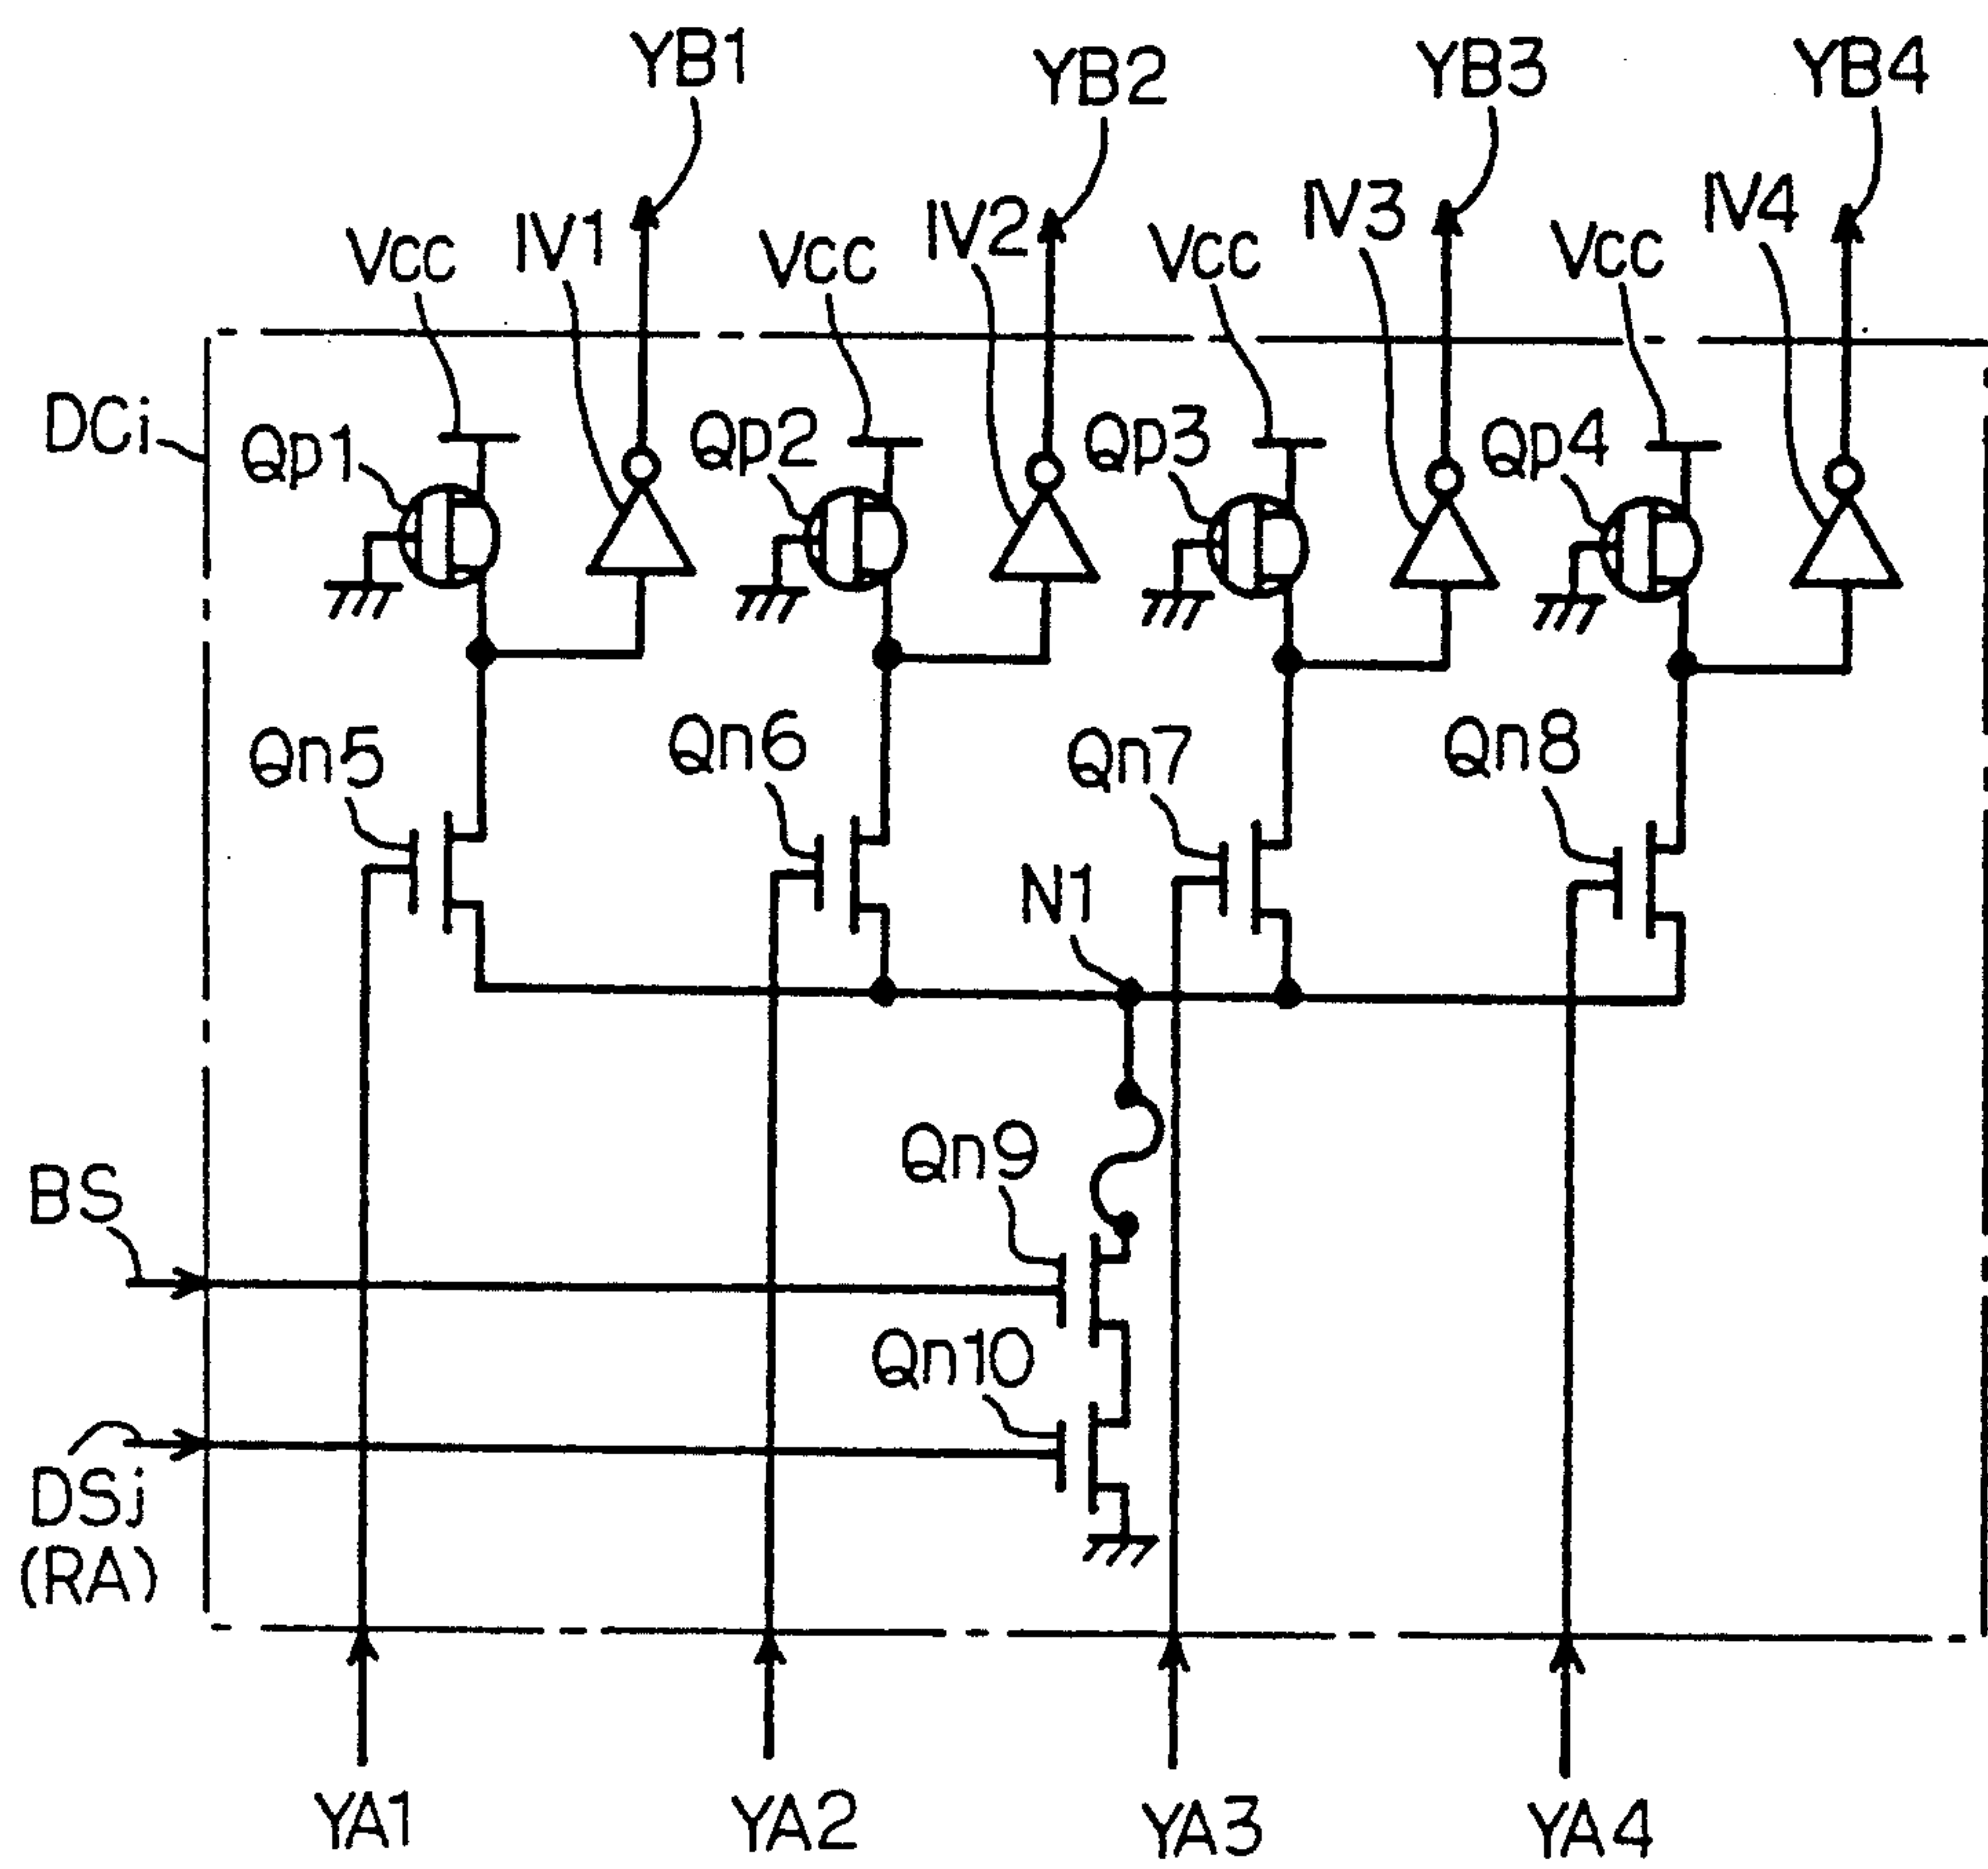 YB1
YB2
YB3
YB4
Vcc
IV1
Vcc
IV2
Vcc
IV3
Vcc
IV4
DCi
Qp1
Qp2
Qp3
Qp4
Qn5
Qn6
Qn7
Qn8
N1
Qn9
BS
Qn10
DSj
(RA)
YA1
YA2
YA3
YA4